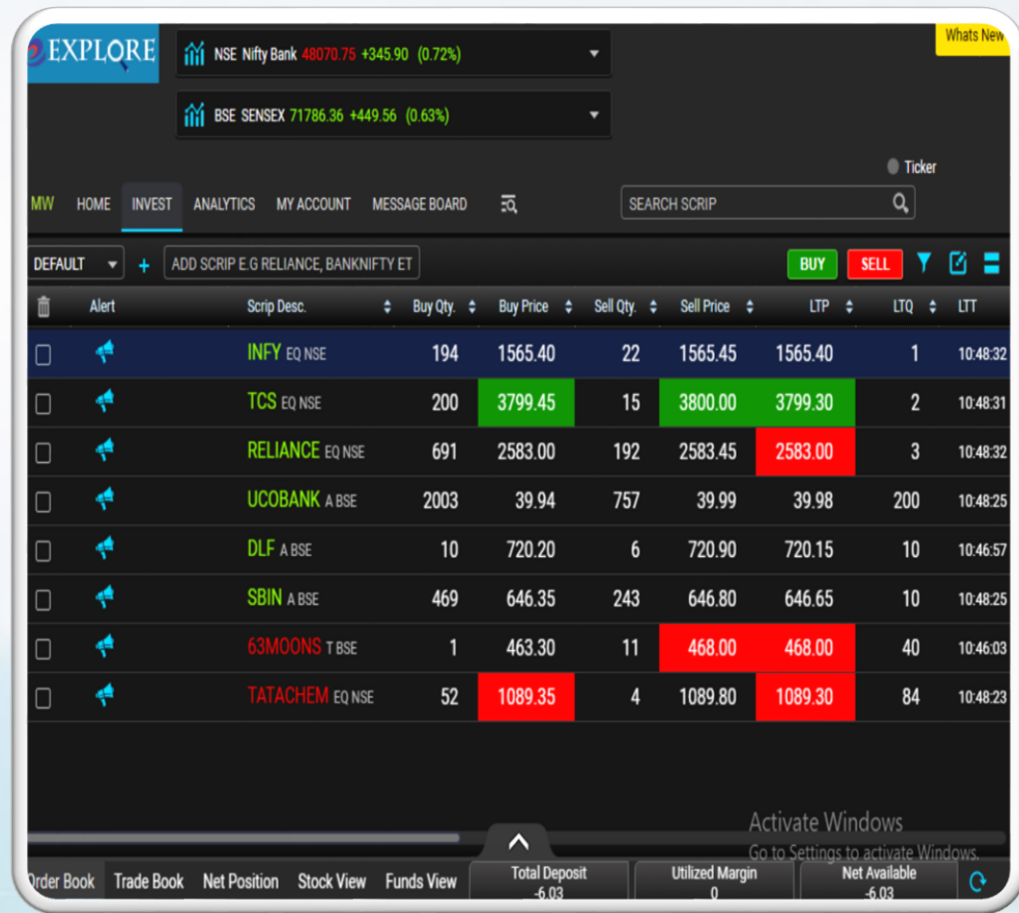 EXPLORE
NSE Nifty Bank 48070.75 +345.90 (0.72%)
Whats New
BSE SENSEX 71786.36 +449.56 (0.63%)
Ticker
MW HOME INVEST ANALYTICS MY ACCOUNT MESSAGE BOARD SEARCH SCRIP
DEFAULT + ADD SCRIP E.G RELIANCE, BANKNIFTY ET BUY SELL
Alert Scrip Desc. Buy Qty. Buy Price Sell Qty. Sell Price LTP LTQ LTT
INFY EQ NSE 194 1565.40 22 1565.45 1565.40 1 10:48:32
TCS EQ NSE 200 3799.45 15 3800.00 3799.30 2 10:48:31
RELIANCE EQ NSE 691 2583.00 192 2583.45 2583.00 3 10:48:32
UCOBANK A BSE 2003 39.94 757 39.99 39.98 200 10:48:25
DLF A BSE 10 720.20 6 720.90 720.15 10 10:46:57
SBIN A BSE 469 646.35 243 646.80 646.65 10 10:48:25
63MOONS T BSE 1 463.30 11 468.00 468.00 40 10:46:03
TATACHEM EQ NSE 52 1089.35 4 1089.80 1089.30 84 10:48:23
Activate Windows
Go to Settings to activate Windows.
Order Book Trade Book Net Position Stock View Funds View Total Deposit Utilized Margin Net Available
-6.03 0 -6.03